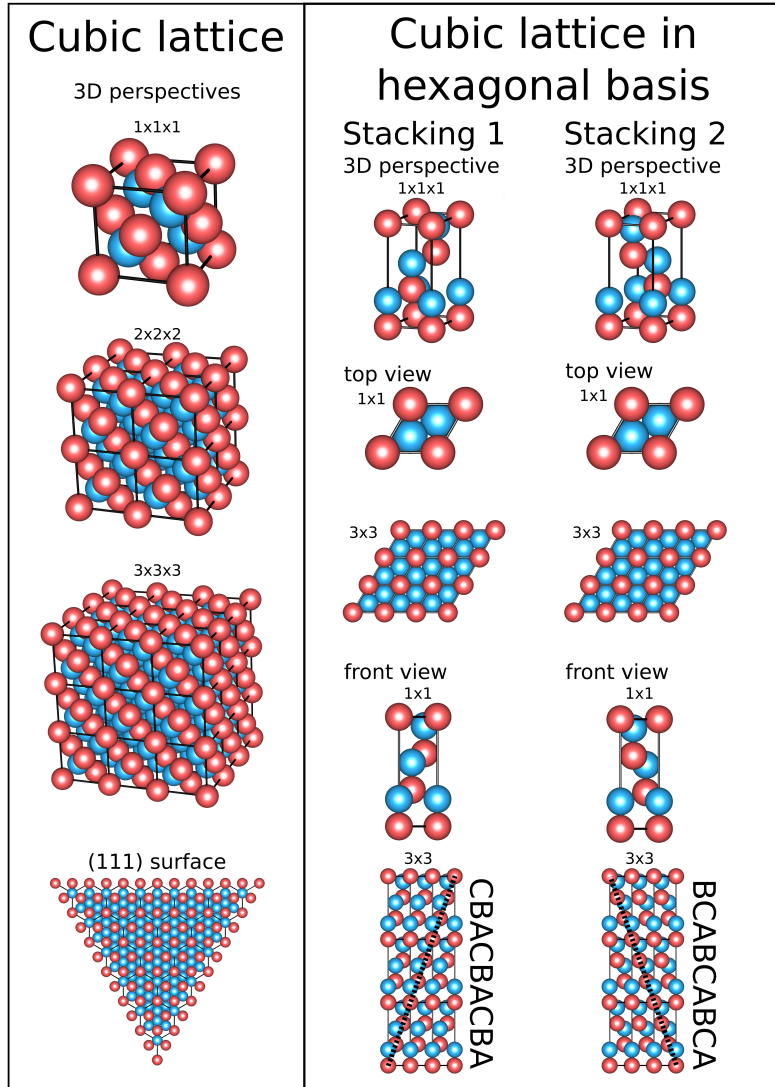 Cubic lattice
3D perspectives
1x1x1
2x2x2
3x3x3
(111) surface
Cubic lattice in
hexagonal basis
Stacking 1
3D perspective
1x1x1
top view
1x1
3x3
front view
1x1
3x3
CBACBACBA
Stacking 2
3D perspective
1x1x1
top view
1x1
3x3
front view
1x1
3x3
BCABCABCA